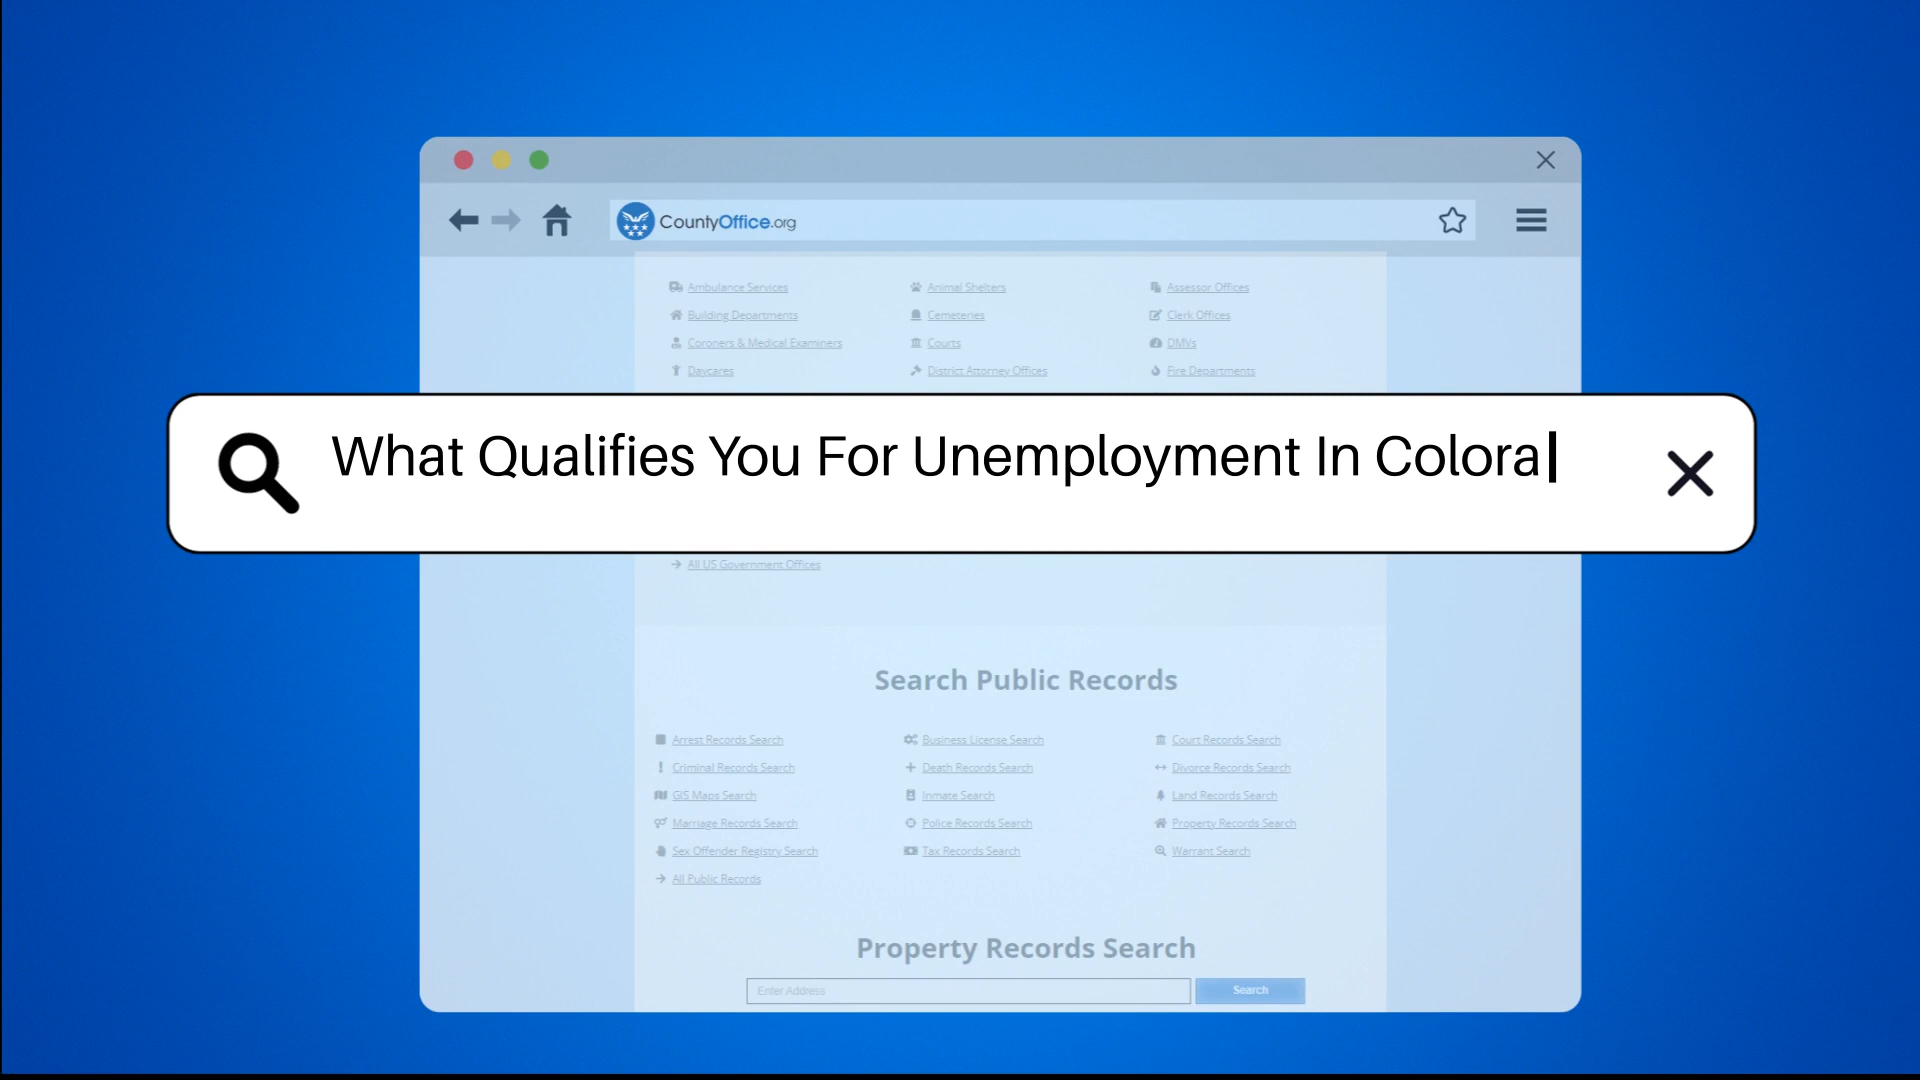 CountyOffice.org
Ambulance Services Animal Shelters Assessor Offices
Building Departments Cemeteries Clerk Offices
Coroners & Medical Examiners Courts DMVs
Daycares District Attorney Offices Fire Departments
What Qualifies You For Unemployment In Colora
All US Government Offices
Search Public Records
Arrest Records Search Business License Search Court Records Search
Criminal Records Search Death Records Search Divorce Records Search
GIS Maps Search Inmate Search Land Records Search
Marriage Records Search Police Records Search Property Records Search
Sex Offender Registry Search Tax Records Search Warrant Search
All Public Records
Property Records Search
Enter Address Search